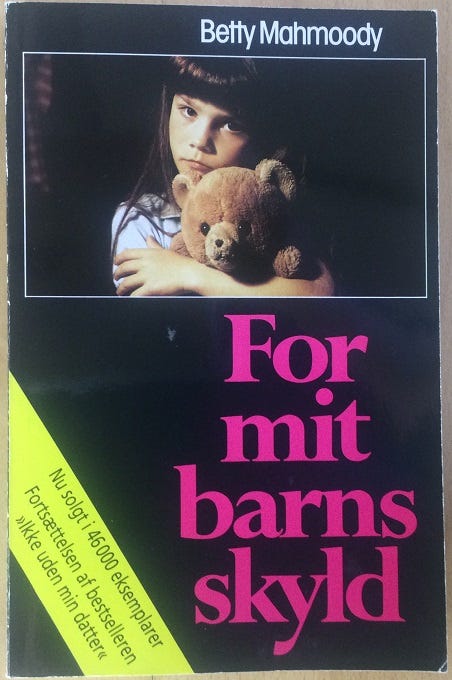 Betty Mahmoody
For
mit
barns
skyld
Nu solgt i 46000 eksemplarer
Fortsættelsen af bestselleren
»Ikke uden min datter«